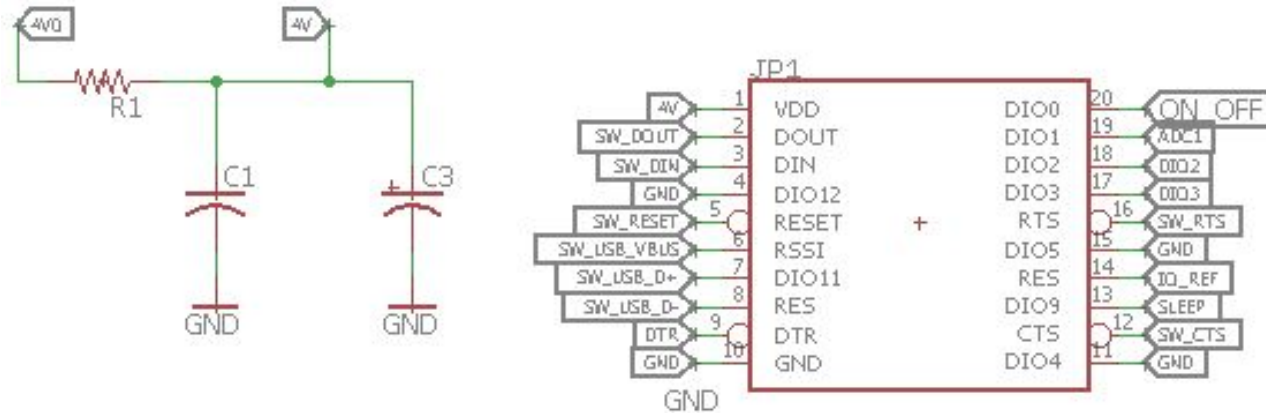 4V0 4V
R1
C1 C3
GND GND
JP1
4V 1 VDD DIO0 20 ON_OFF
SW_DOUT 2 DOUT DIO1 19 ADC1
SW_DIN 3 DIN DIO2 18 DIO2
GND 4 DIO12 DIO3 17 DIO3
SW_RESET 5 RESET RTS 16 SW_RTS
SW_USB_VBUS 6 RSSI DIO5 15 GND
SW_USB_D+ 7 DIO11 RES 14 IO_REF
SW_USB_D- 8 RES DIO9 13 SLEEP
DTR 9 DTR CTS 12 SW_CTS
GND 10 GND DIO4 11 GND
GND